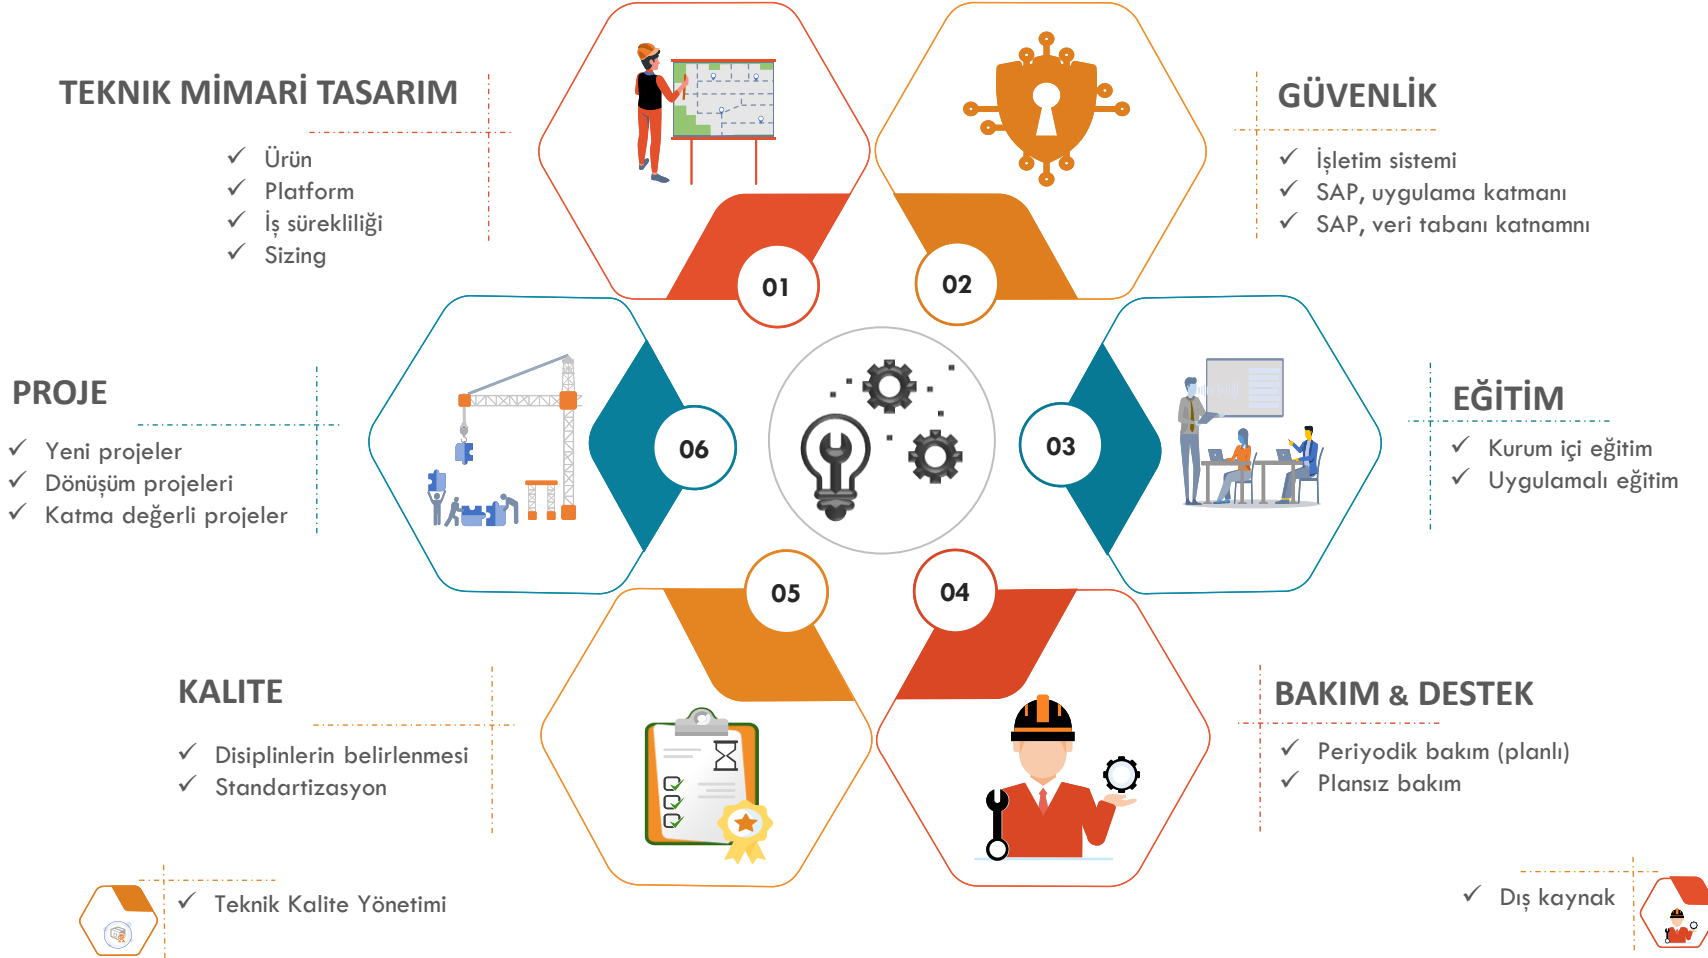 TEKNIK MİMARİ TASARIM
Ürün
Platform
İş sürekliliği
Sizing
01
GÜVENLİK
İşletim sistemi
SAP, uygulama katmanı
SAP, veri tabanı katnamnı
02
EĞİTİM
Kurum içi eğitim
Uygulamalı eğitim
03
BAKIM & DESTEK
Periyodik bakım (planlı)
Plansız bakım
04
KALITE
Disiplinlerin belirlenmesi
Standartizasyon
05
PROJE
Yeni projeler
Dönüşüm projeleri
Katma değerli projeler
06
Teknik Kalite Yönetimi
Dış kaynak